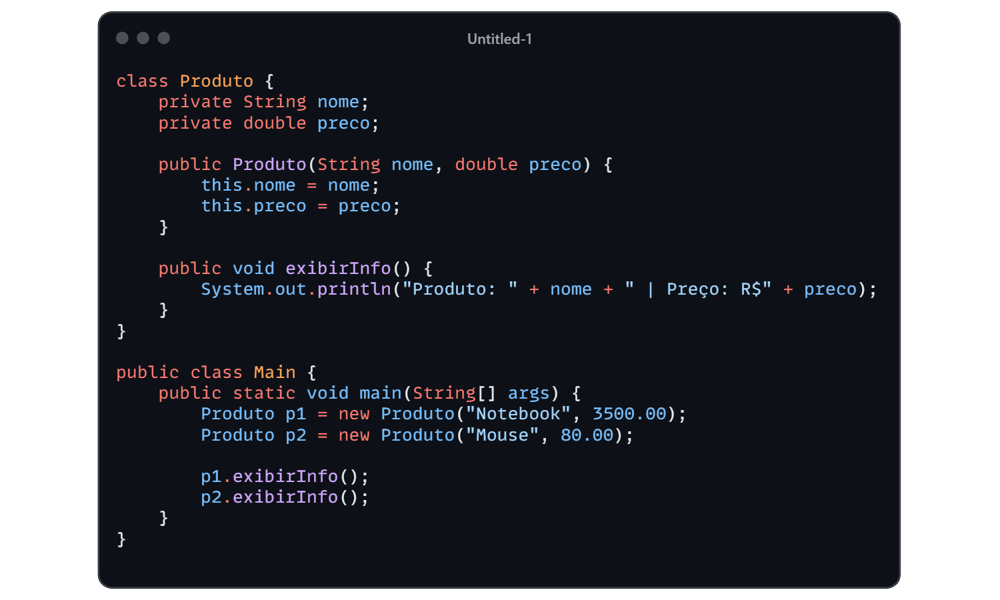 Untitled-1
class Produto {
    private String nome;
    private double preco;

    public Produto(String nome, double preco) {
        this.nome = nome;
        this.preco = preco;
    }

    public void exibirInfo() {
        System.out.println("Produto: " + nome + " | Preço: R$" + preco);
    }
}

public class Main {
    public static void main(String[] args) {
        Produto p1 = new Produto("Notebook", 3500.00);
        Produto p2 = new Produto("Mouse", 80.00);

        p1.exibirInfo();
        p2.exibirInfo();
    }
}